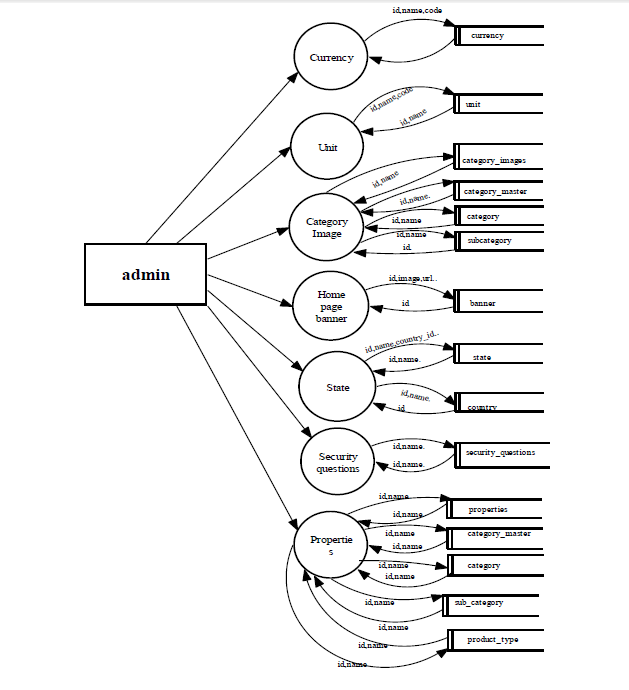 id,name,code
currency
Currency
id,name,code
unit
id,name
Unit
category_images
id,name
category_master
id,name.
category
id,name
Category
Image
id,name
subcategory
id.
admin
id,image,url..
Home
page
banner
id
banner
id,name,country_id..
state
id,name.
State
id,name.
country
id
id,name.
security_questions
Security
questions
id,name.
id,name
properties
id,name
id,name
category_master
Propertie
s
id,name
id,name
category
id,name
id,name
sub_category
id,name
product_type
id,name
id,name..